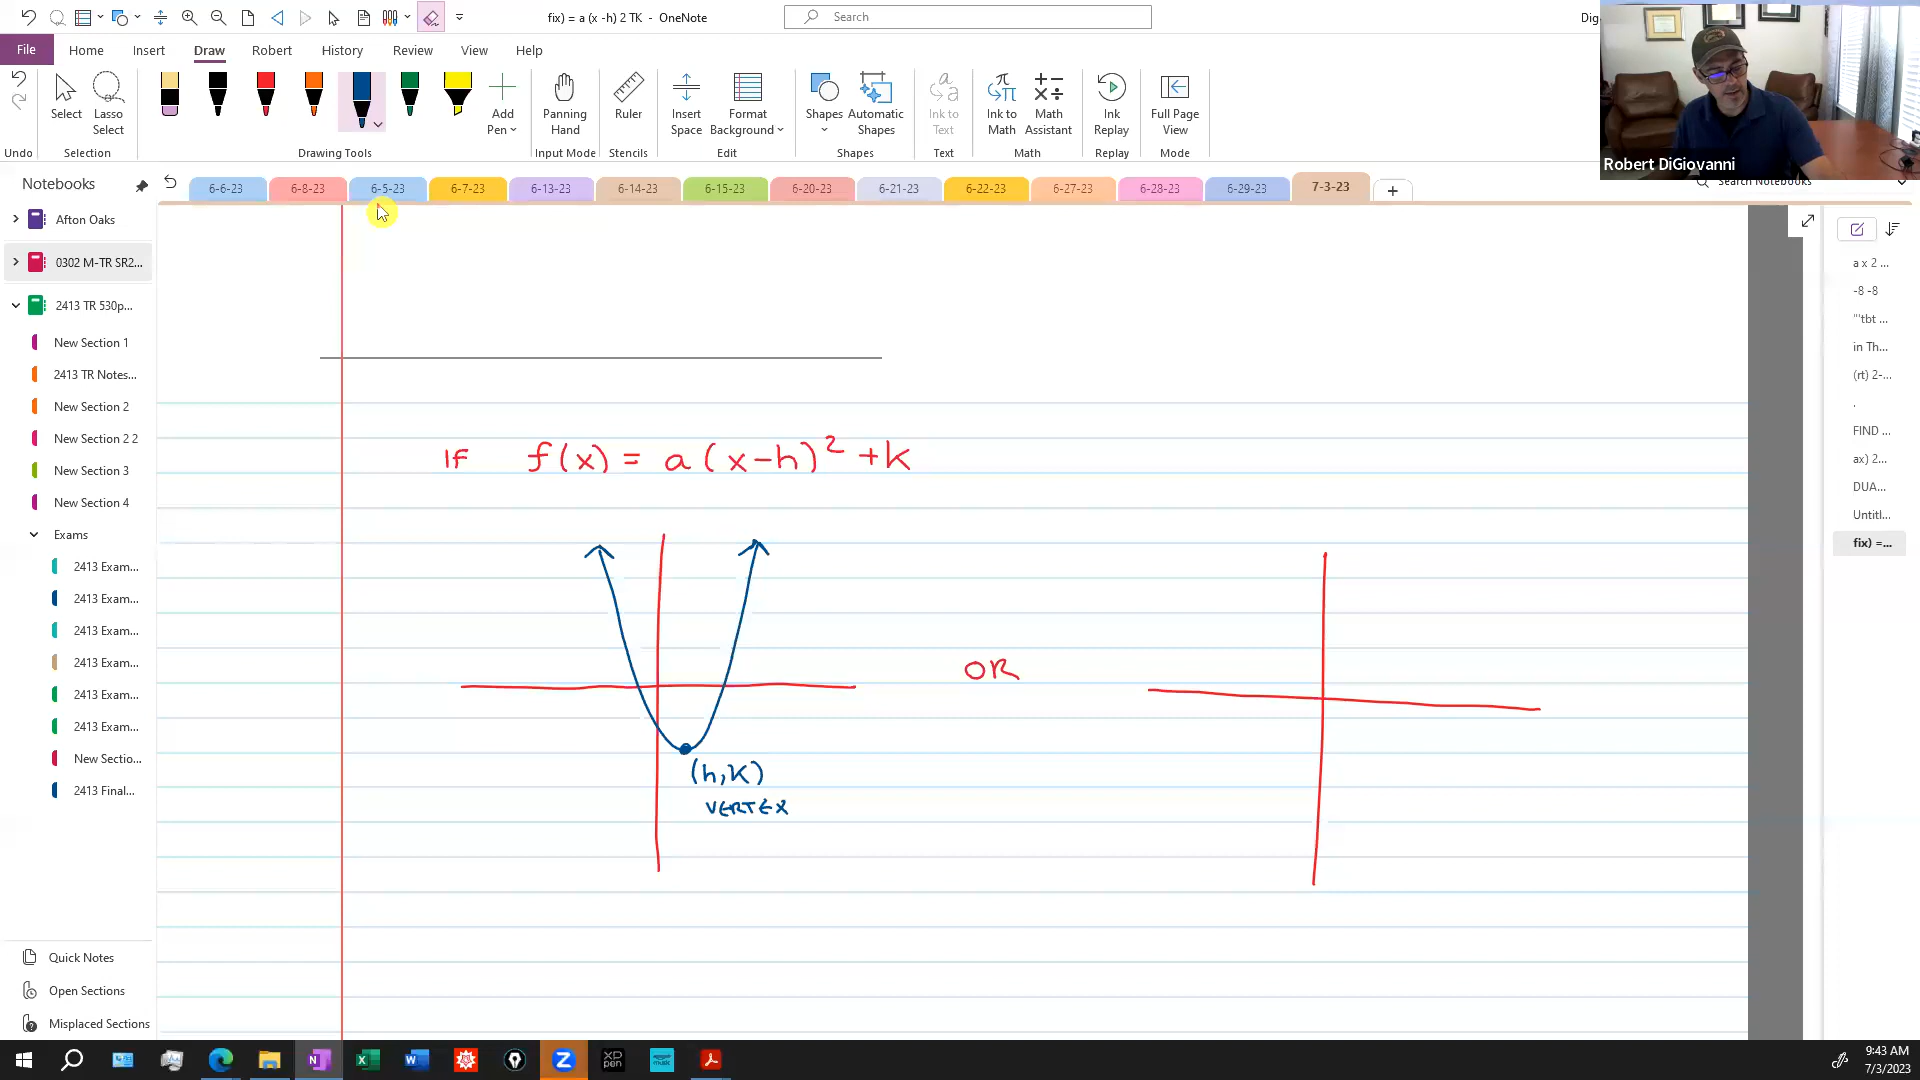 fix) = a (x -h) 2 TK - OneNote
Search
Dig
File
Home
Insert
Draw
Robert
History
Review
View
Help
Undo
Select
Lasso Select
Selection
Drawing Tools
Add Pen
Panning Hand
Input Mode
Ruler
Stencils
Insert Space
Format Background
Edit
Shapes
Automatic Shapes
Shapes
Ink to Text
Text
Ink to Math
Math Assistant
Math
Ink Replay
Replay
Full Page View
Mode
Robert DiGiovanni
Notebooks
6-6-23
6-8-23
6-5-23
6-7-23
6-13-23
6-14-23
6-15-23
6-20-23
6-21-23
6-22-23
6-27-23
6-28-23
6-29-23
7-3-23
+
Search Notebooks
Afton Oaks
0302 M-TR SR2...
2413 TR 530p...
New Section 1
2413 TR Notes...
New Section 2
New Section 2 2
New Section 3
New Section 4
Exams
2413 Exam...
2413 Exam...
2413 Exam...
2413 Exam...
2413 Exam...
2413 Exam...
New Sectio...
2413 Final...
Quick Notes
Open Sections
Misplaced Sections
IF f(x) = a(x-h)² +k
OR
(h,k)
VERTEX
a x 2 ...
-8 -8
"'tbt ...
in Th...
(rt) 2-...
.
FIND ...
ax) 2...
DUA...
Untitl...
fix) =...
XP pen
music
9:43 AM
7/3/2023